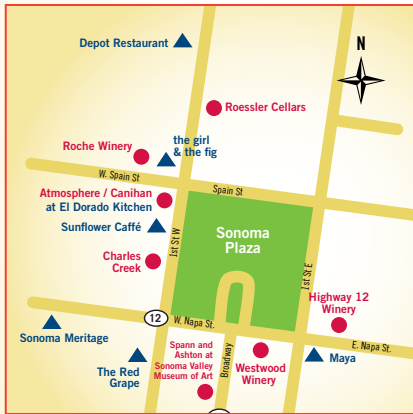 Depot Restaurant
N
Roessler Cellars
Roche Winery
the girl
& the fig
W. Spain St
Spain St
Atmosphere / Canihan
at El Dorado Kitchen
Sunflower Caffé
1st St W
Sonoma
Plaza
1st St E
Charles
Creek
Highway 12
Winery
12
W. Napa St.
E. Napa St.
Sonoma Meritage
The Red
Grape
Spann and
Ashton at
Sonoma Valley
Museum of Art
Broadway
Westwood
Winery
Maya